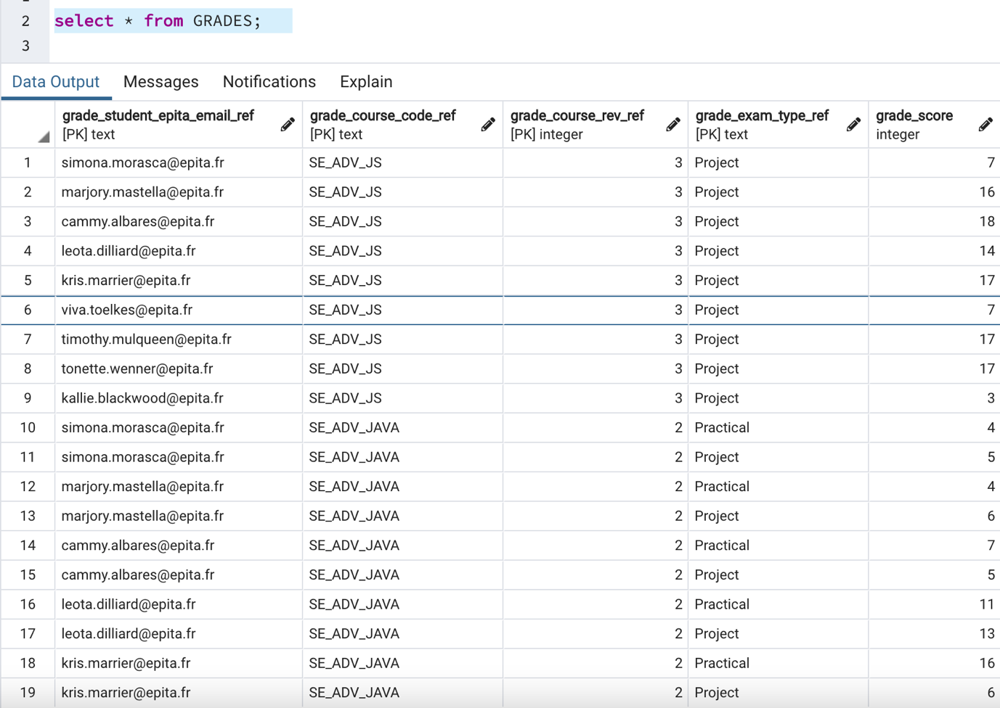 2 select * from GRADES;
3
Data Output Messages Notifications Explain
grade_student_epita_email_ref grade_course_code_ref grade_course_rev_ref grade_exam_type_ref grade_score
[PK] text [PK] text [PK] integer [PK] text integer
1 simona.morasca@epita.fr SE_ADV_JS 3 Project 7
2 marjory.mastella@epita.fr SE_ADV_JS 3 Project 16
3 cammy.albares@epita.fr SE_ADV_JS 3 Project 18
4 leota.dilliard@epita.fr SE_ADV_JS 3 Project 14
5 kris.marrier@epita.fr SE_ADV_JS 3 Project 17
6 viva.toelkes@epita.fr SE_ADV_JS 3 Project 7
7 timothy.mulqueen@epita.fr SE_ADV_JS 3 Project 17
8 tonette.wenner@epita.fr SE_ADV_JS 3 Project 17
9 kallie.blackwood@epita.fr SE_ADV_JS 3 Project 3
10 simona.morasca@epita.fr SE_ADV_JAVA 2 Practical 4
11 simona.morasca@epita.fr SE_ADV_JAVA 2 Project 5
12 marjory.mastella@epita.fr SE_ADV_JAVA 2 Practical 4
13 marjory.mastella@epita.fr SE_ADV_JAVA 2 Project 6
14 cammy.albares@epita.fr SE_ADV_JAVA 2 Practical 7
15 cammy.albares@epita.fr SE_ADV_JAVA 2 Project 5
16 leota.dilliard@epita.fr SE_ADV_JAVA 2 Practical 11
17 leota.dilliard@epita.fr SE_ADV_JAVA 2 Project 13
18 kris.marrier@epita.fr SE_ADV_JAVA 2 Practical 16
19 kris.marrier@epita.fr SE_ADV_JAVA 2 Project 6